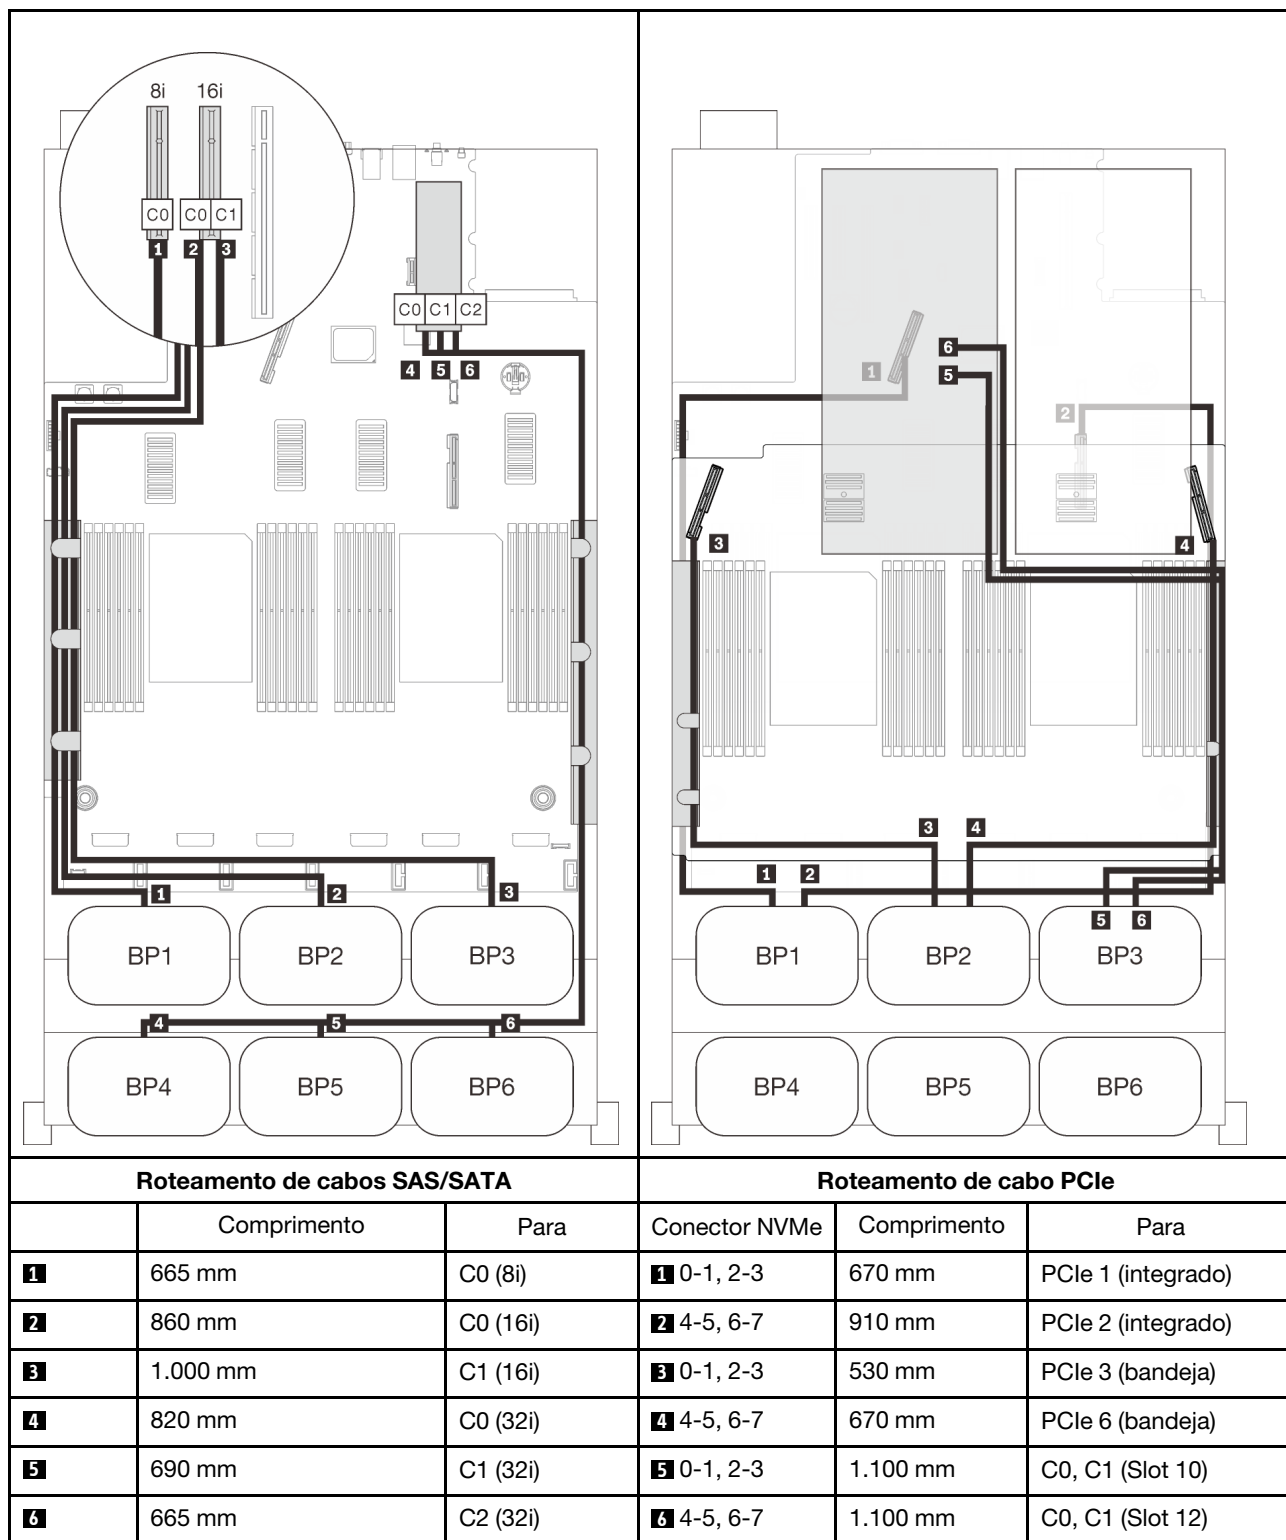 8i 16i
C0 C0 C1
1 2 3
C0 C1 C2
4 5 6
1 2 3
BP1 BP2 BP3
4 5 6
BP4 BP5 BP6
6
1 5
2
3 4
3 4
1 2
5 6
BP1 BP2 BP3
BP4 BP5 BP6
Roteamento de cabos SAS/SATA
Roteamento de cabo PCIe
Comprimento Para Conector NVMe Comprimento Para
1 665 mm C0 (8i) 1 0-1, 2-3 670 mm PCIe 1 (integrado)
2 860 mm C0 (16i) 2 4-5, 6-7 910 mm PCIe 2 (integrado)
3 1.000 mm C1 (16i) 3 0-1, 2-3 530 mm PCIe 3 (bandeja)
4 820 mm C0 (32i) 4 4-5, 6-7 670 mm PCIe 6 (bandeja)
5 690 mm C1 (32i) 5 0-1, 2-3 1.100 mm C0, C1 (Slot 10)
6 665 mm C2 (32i) 6 4-5, 6-7 1.100 mm C0, C1 (Slot 12)